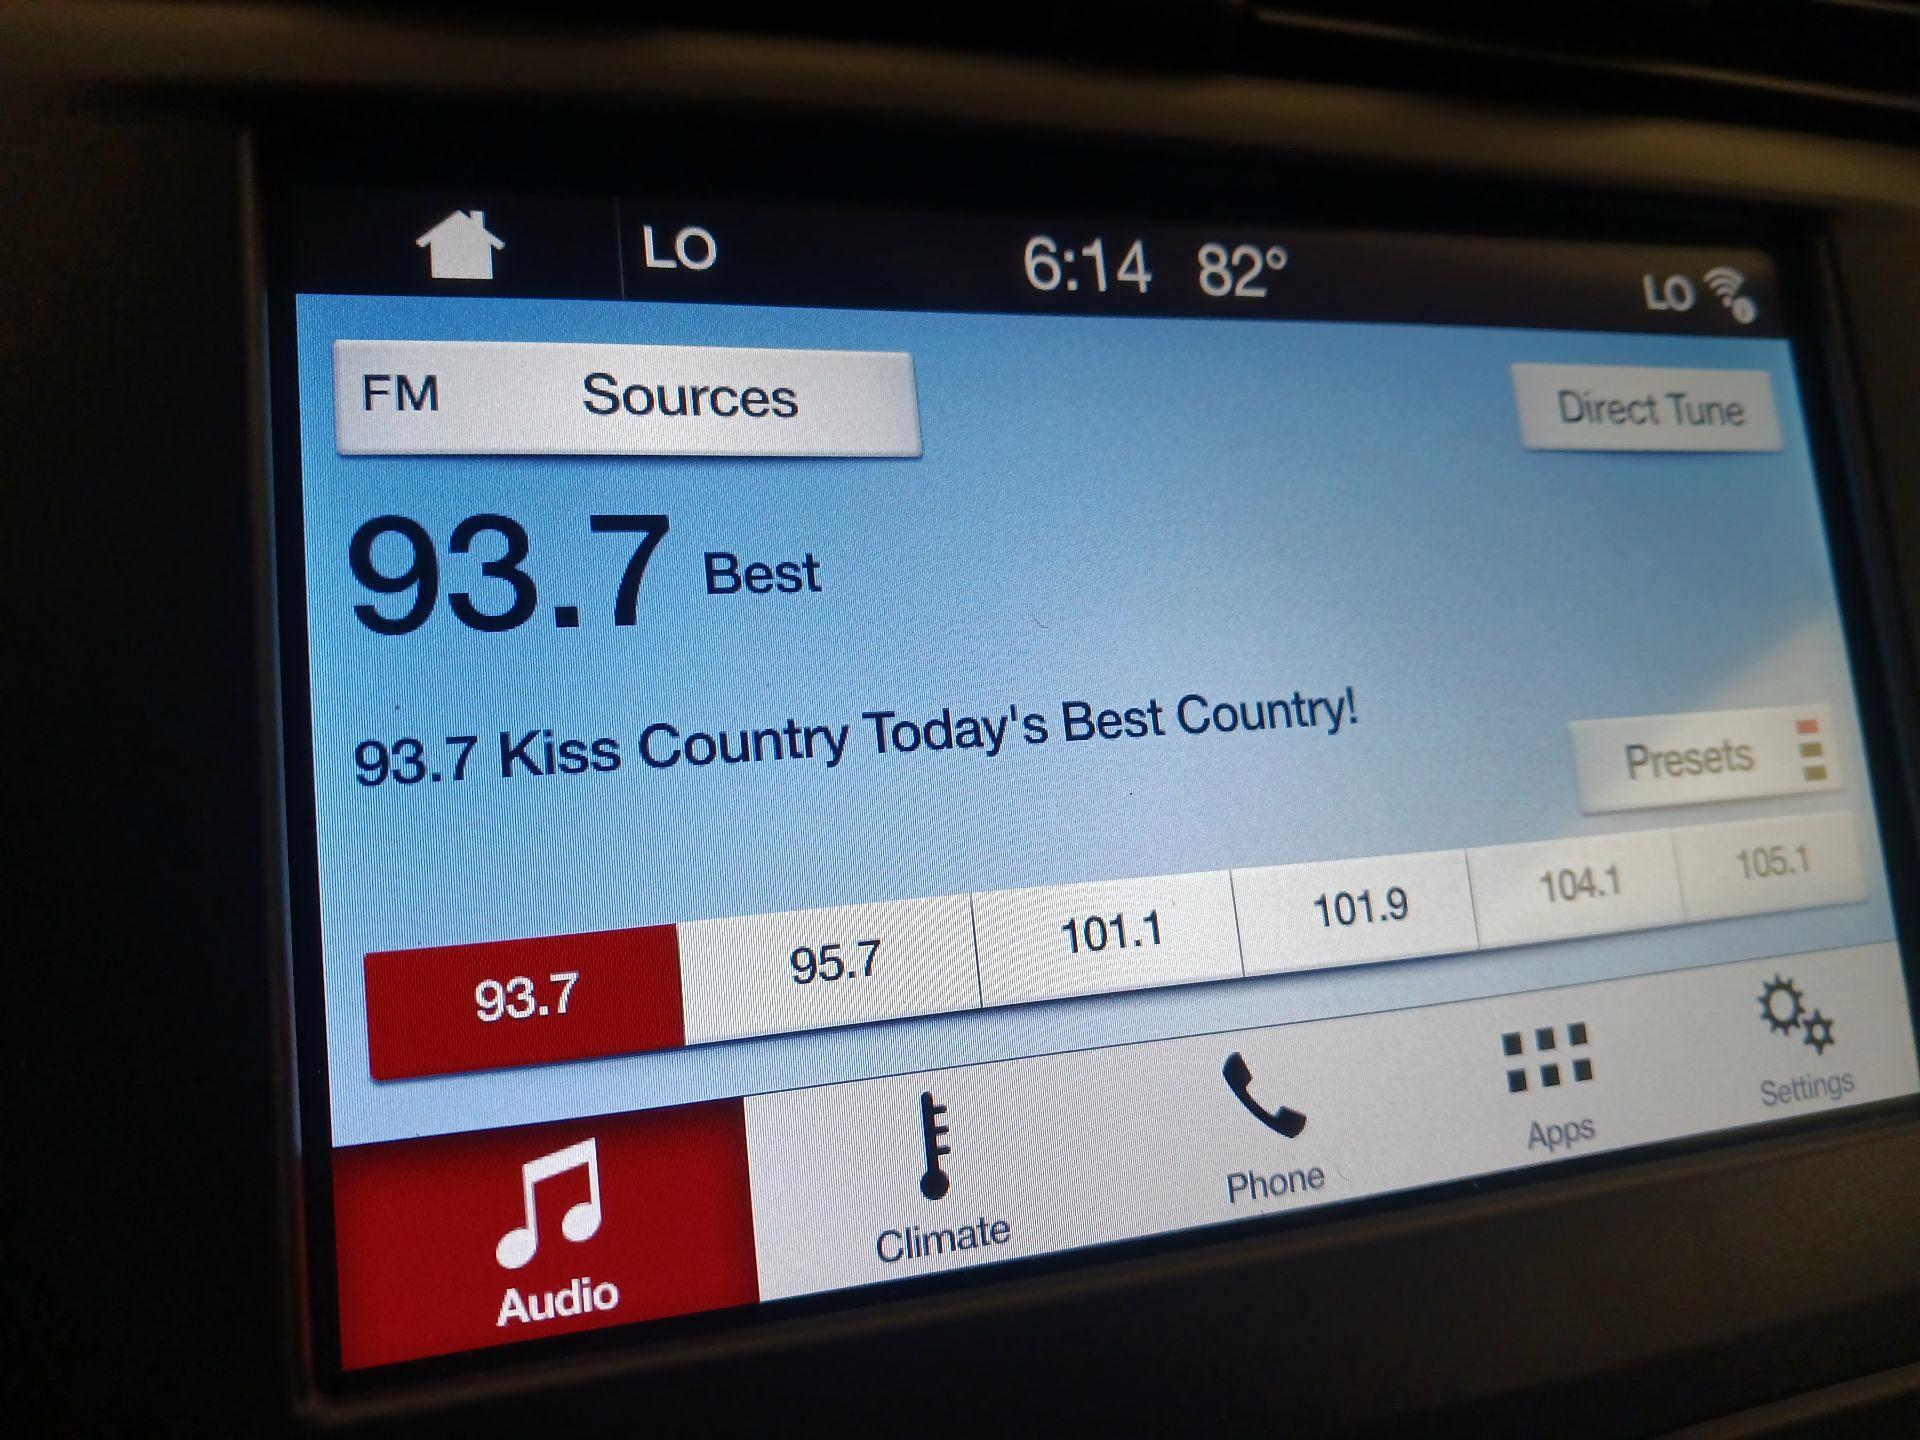 LO 6:14 82° LO
FM Sources Direct Tune
93.7 Best
93.7 Kiss Country Today's Best Country!
Presets
93.7 95.7 101.1 101.9 104.1 105.1
Audio Climate Phone Apps Settings